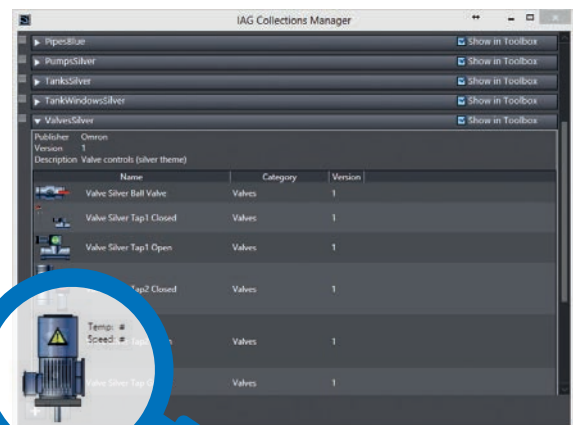 IAG Collections Manager
PipesBlue Show in Toolbox
PumpsSilver Show in Toolbox
TanksSilver Show in Toolbox
TankWindowsSilver Show in Toolbox
ValvesSilver Show in Toolbox
Publisher Omron
Version 1
Description Valve controls (silver theme)
Name Category Version
Valve Silver Ball Valve Valves 1
Valve Silver Tap1 Closed Valves 1
Valve Silver Tap1 Open Valves 1
Tap2 Closed Valves 1
Temp: #
Speed: #
Valves 1
Valve Silver Tap Valves 1